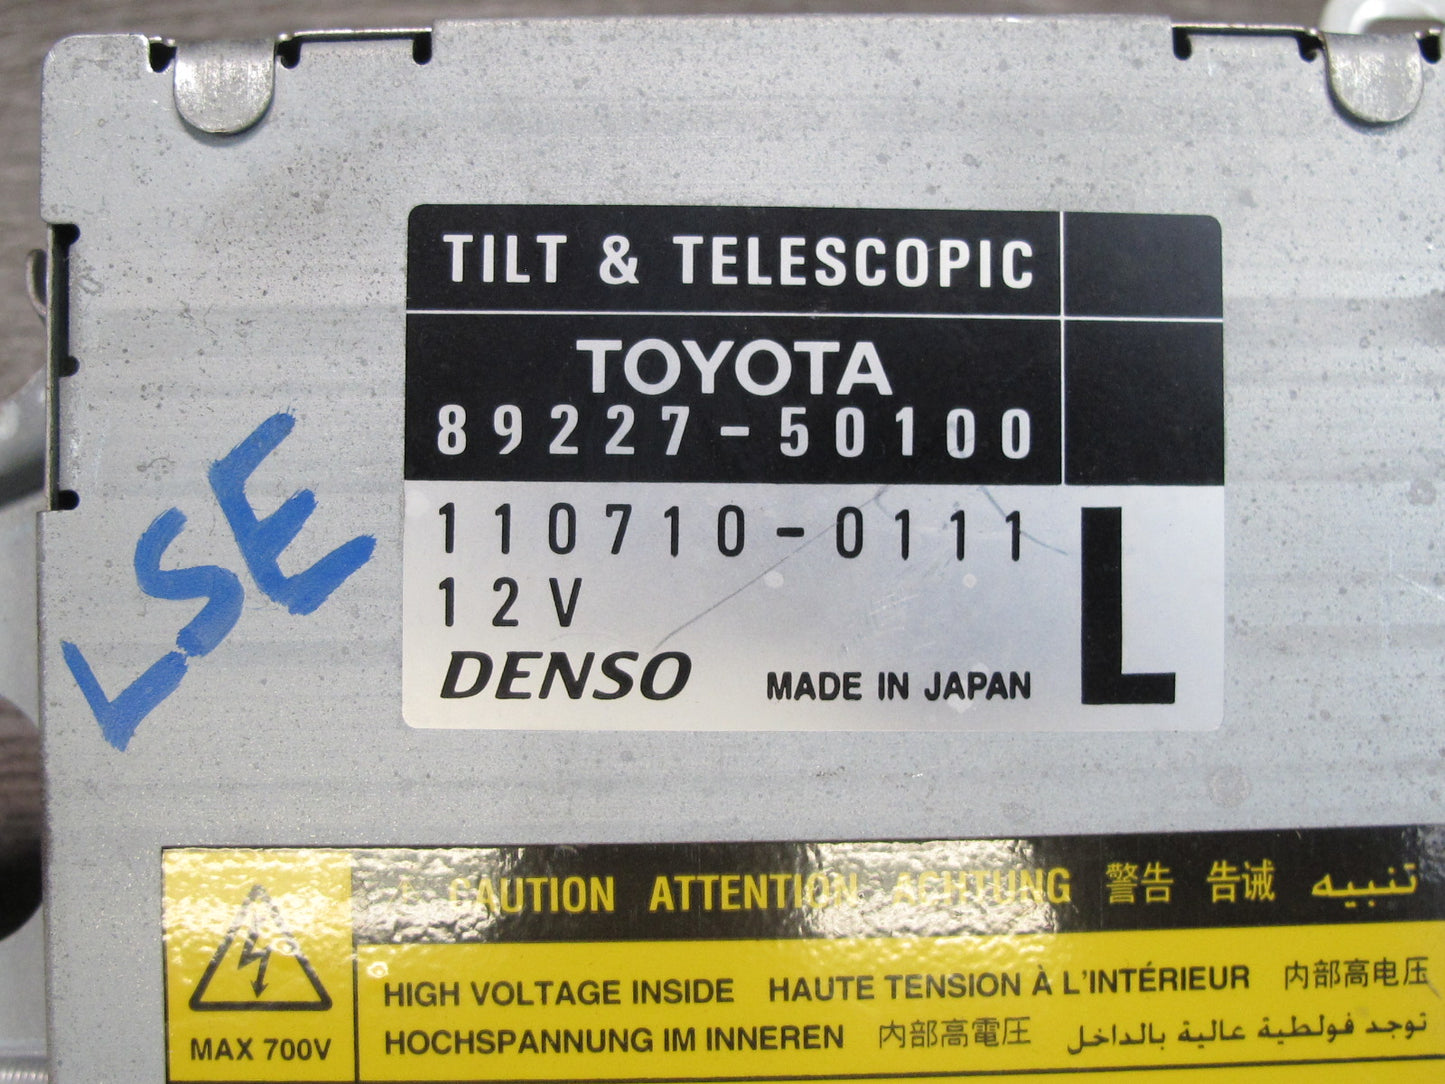 TILT & TELESCOPIC
TOYOTA
89227-50100
110710-0111
12V
L
DENSO MADE IN JAPAN
LSE
CAUTION ATTENTION ACHTUNG 警告 告诫 تنبيه
HIGH VOLTAGE INSIDE HAUTE TENSION À L'INTÉRIEUR 内部高电压
HOCHSPANNUNG IM INNEREN 内部高電圧 توجد فولطية عالية بالداخل
MAX 700V